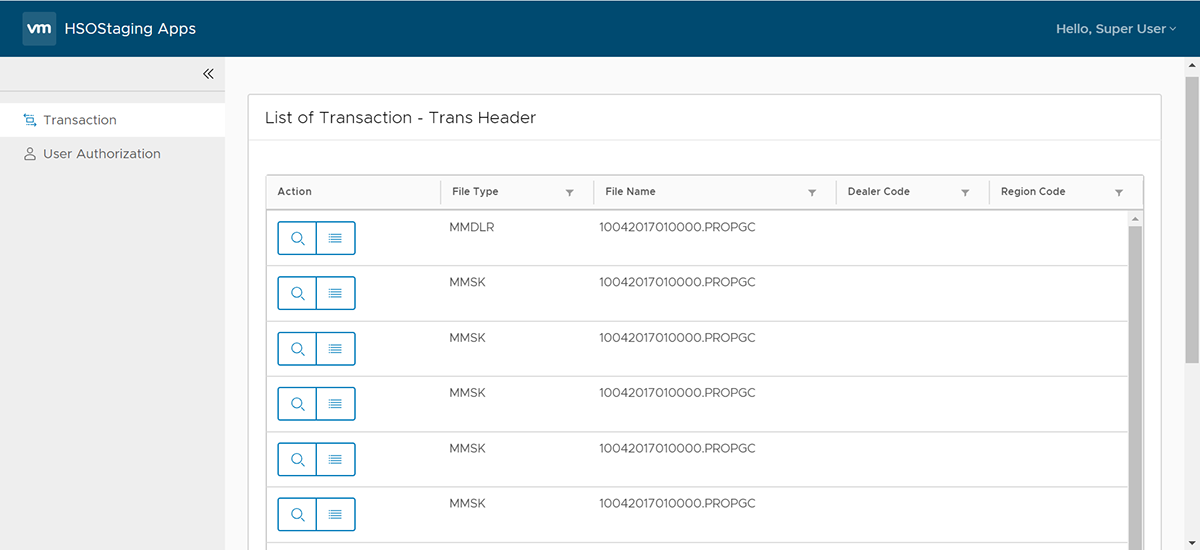 vm HSOStaging Apps
Hello, Super User
Transaction
User Authorization
List of Transaction - Trans Header
Action File Type File Name Dealer Code Region Code
MMDLR 10042017010000.PROPGC
MMSK 10042017010000.PROPGC
MMSK 10042017010000.PROPGC
MMSK 10042017010000.PROPGC
MMSK 10042017010000.PROPGC
MMSK 10042017010000.PROPGC